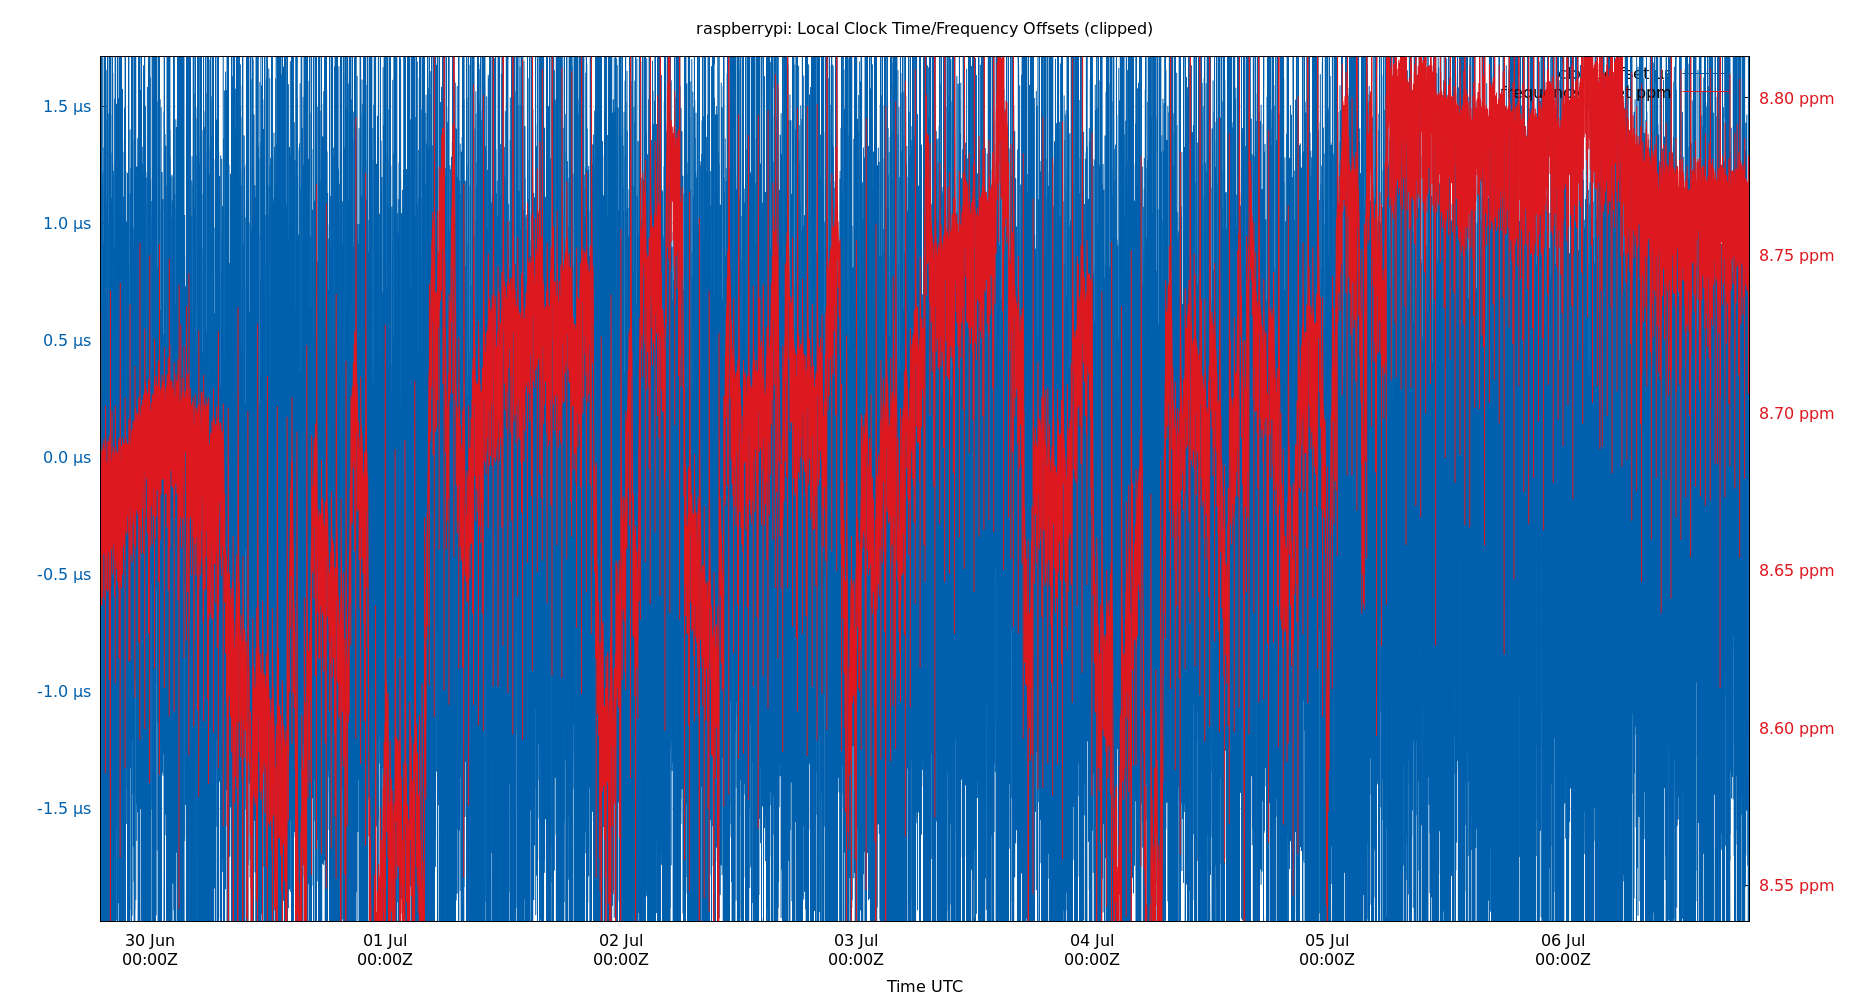 raspberrypi: Local Clock Time/Frequency Offsets (clipped)
ppm
1.5 µs
1.0 µs
0.5 µs
0.0 µs
-0.5 µs
-1.0 µs
-1.5 µs
8.80 ppm
8.75 ppm
8.70 ppm
8.65 ppm
8.60 ppm
8.55 ppm
30 Jun 01 Jul 02 Jul 03 Jul 04 Jul 05 Jul 06 Jul
00:00Z 00:00Z 00:00Z 00:00Z 00:00Z 00:00Z 00:00Z
Time UTC